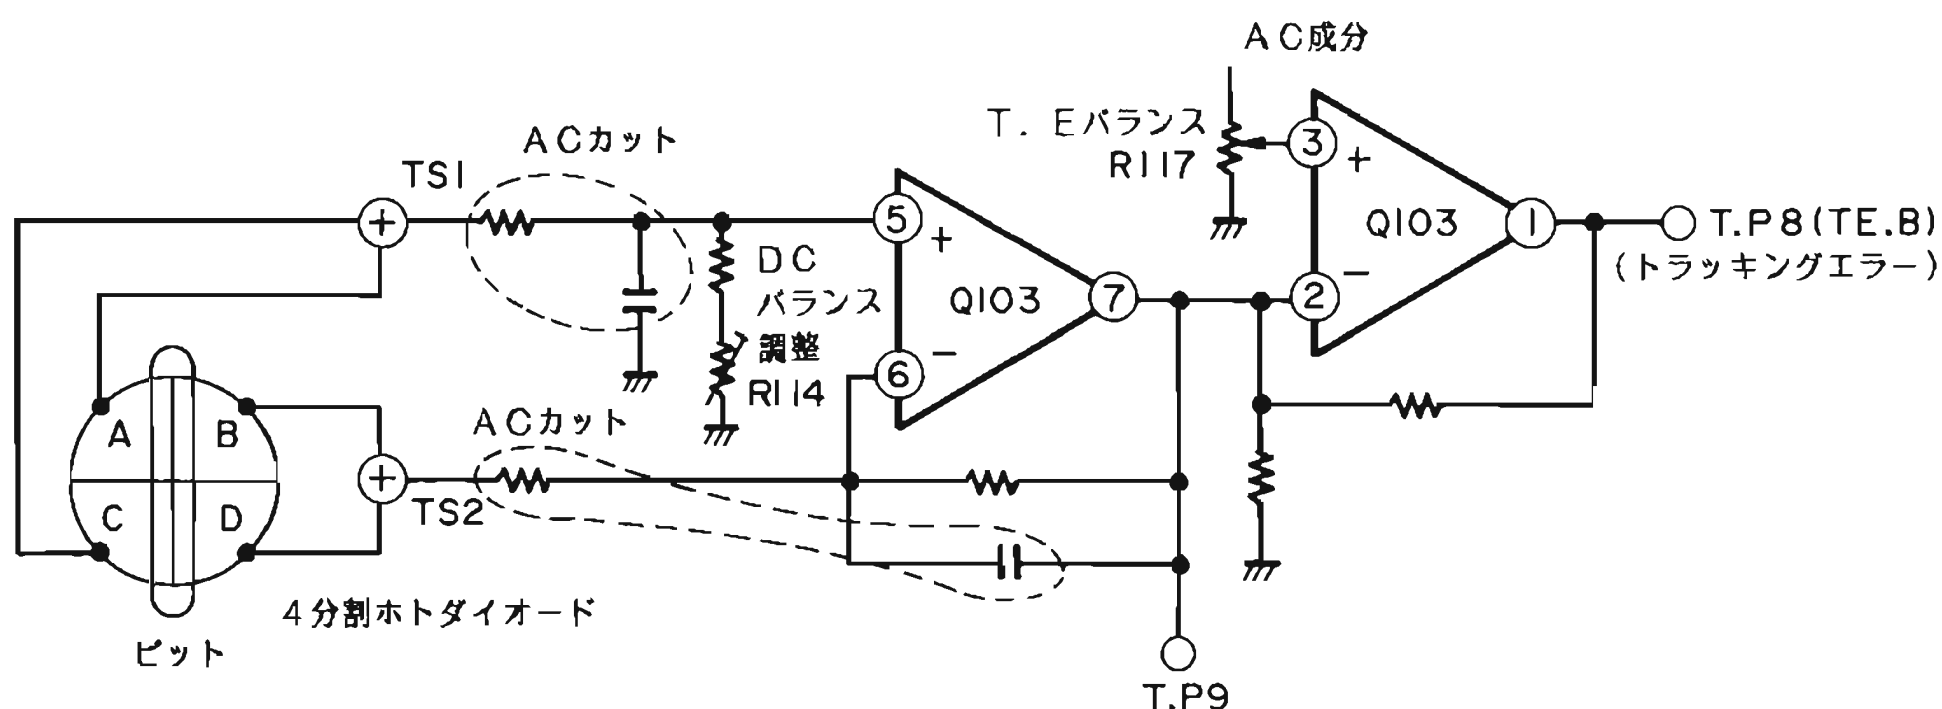 AC成分
T. Eバランス
R117
3
+
ACカット
TS1
+
5
+
DC
バランス
調整
R114
Q103
7
6
−
Q103
1
T.P8(TE.B)
(トラッキングエラー)
2
−
ACカット
+
TS2
A
B
C
D
4分割ホトダイオード
ピット
T.P9